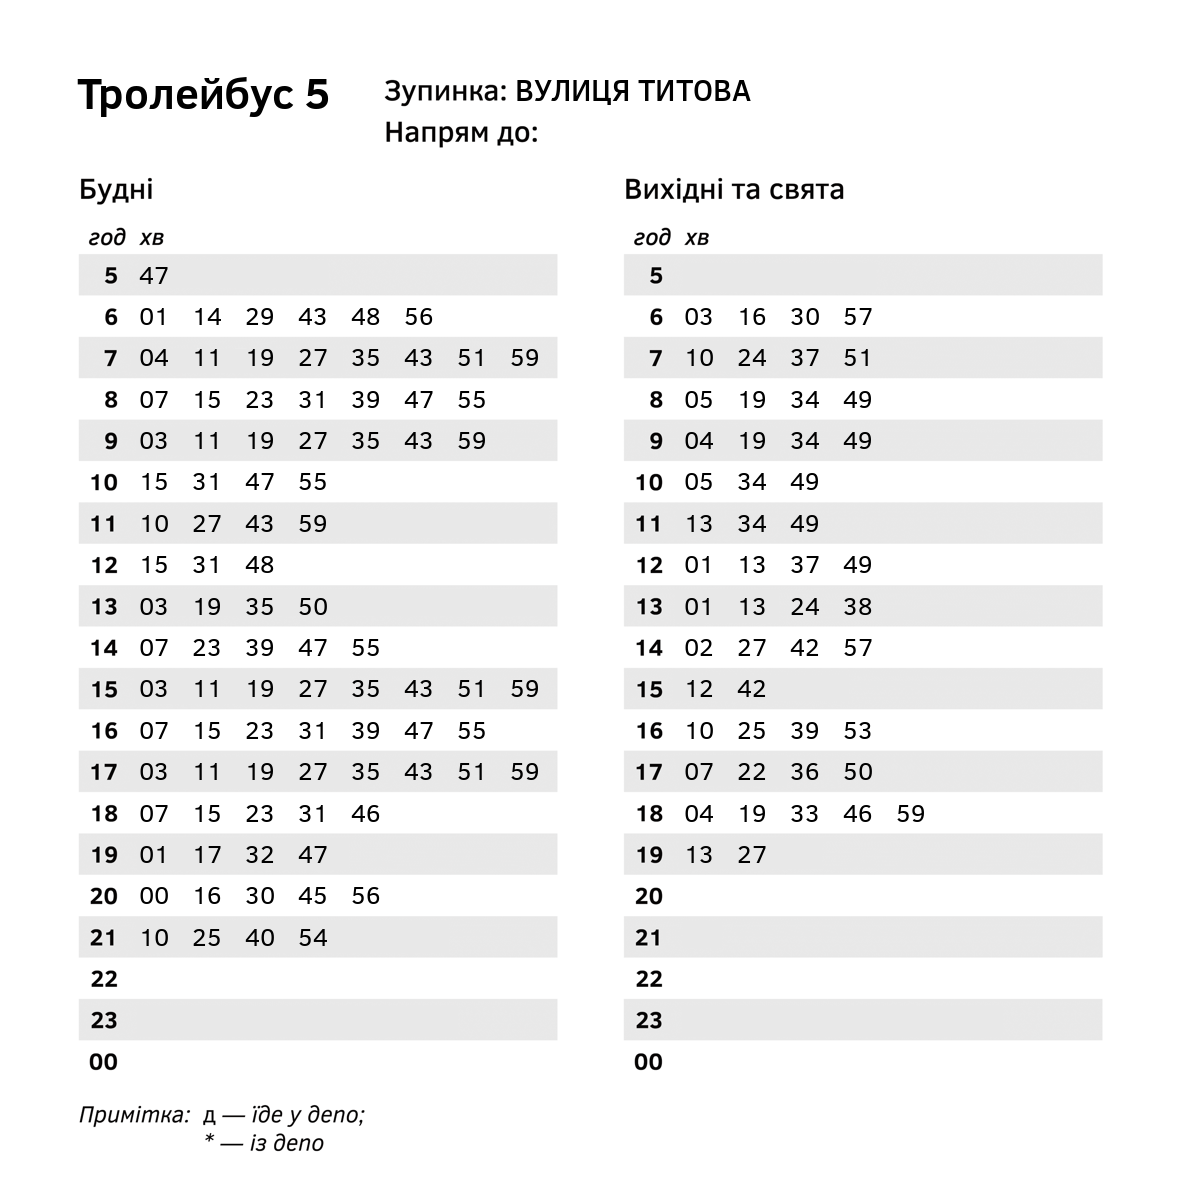 Тролейбус 5
Зупинка: ВУЛИЦЯ ТИТОВА
Напрям до:
Будні
год хв
5 47
6 01 14 29 43 48 56
7 04 11 19 27 35 43 51 59
8 07 15 23 31 39 47 55
9 03 11 19 27 35 43 59
10 15 31 47 55
11 10 27 43 59
12 15 31 48
13 03 19 35 50
14 07 23 39 47 55
15 03 11 19 27 35 43 51 59
16 07 15 23 31 39 47 55
17 03 11 19 27 35 43 51 59
18 07 15 23 31 46
19 01 17 32 47
20 00 16 30 45 56
21 10 25 40 54
22
23
00
Вихідні та свята
год хв
5
6 03 16 30 57
7 10 24 37 51
8 05 19 34 49
9 04 19 34 49
10 05 34 49
11 13 34 49
12 01 13 37 49
13 01 13 24 38
14 02 27 42 57
15 12 42
16 10 25 39 53
17 07 22 36 50
18 04 19 33 46 59
19 13 27
20
21
22
23
00
Примітка: д — їде у депо;
* — із депо